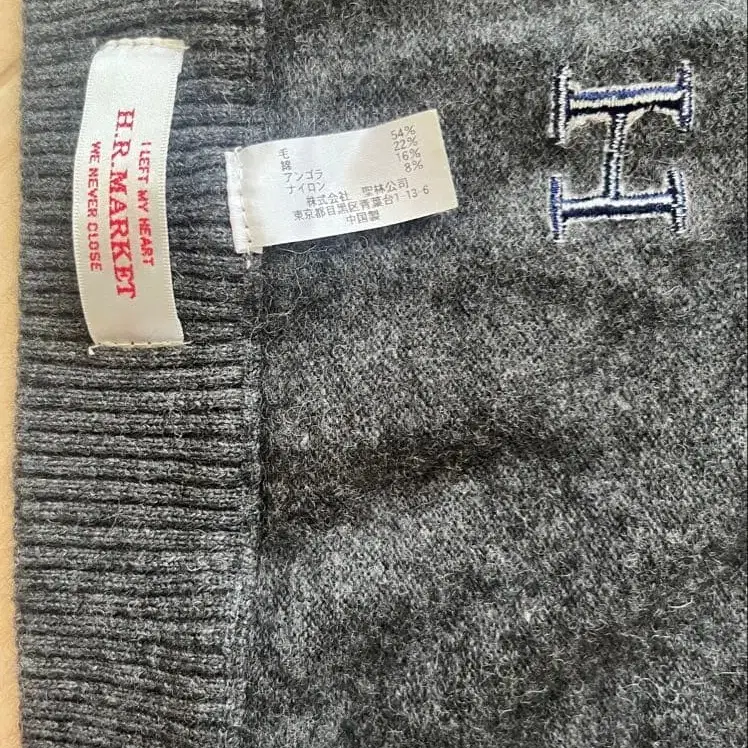 I LEFT MY HEART
H.R.MARKET
WE NEVER CLOSE
毛 54%
綿 22%
アンゴラ 16%
ナイロン 8%
株式会社 聖林公司
東京都目黒区青葉台1-13-6
中国製
H